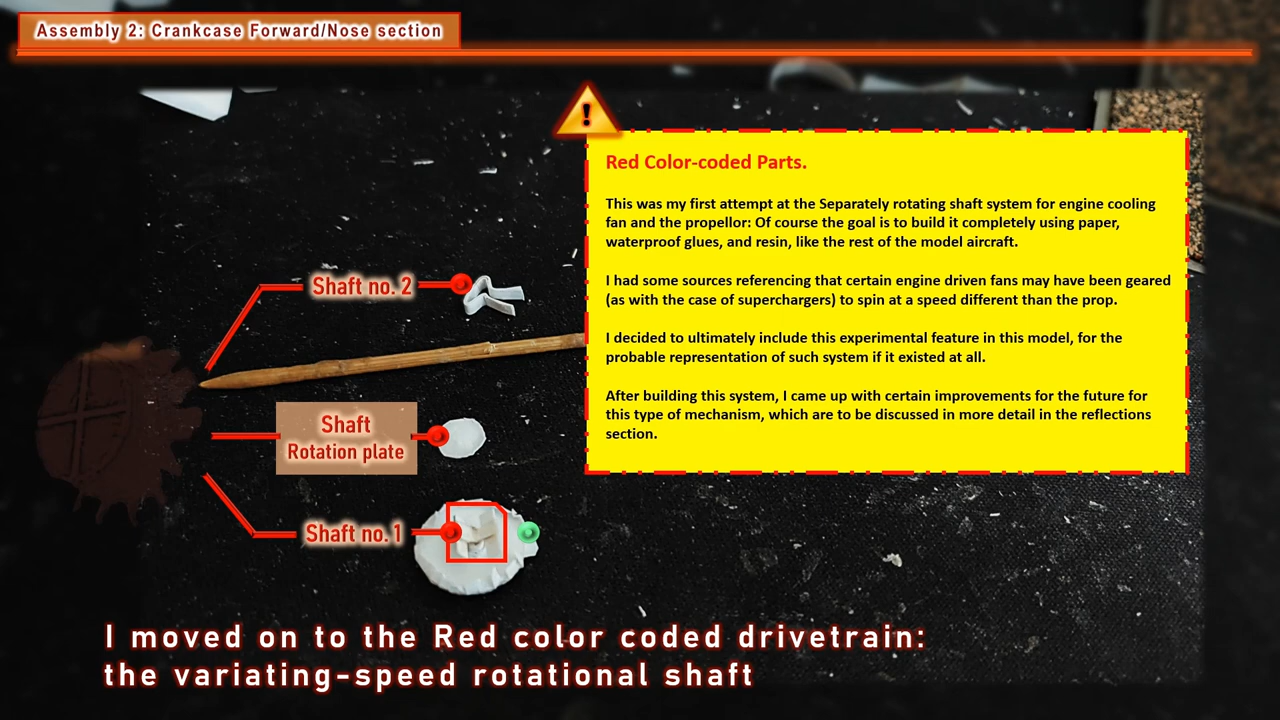 Assembly 2: Crankcase Forward/Nose section
!
Red Color-coded Parts.
This was my first attempt at the Separately rotating shaft system for engine cooling
fan and the propellor: Of course the goal is to build it completely using paper,
waterproof glues, and resin, like the rest of the model aircraft.
I had some sources referencing that certain engine driven fans may have been geared
(as with the case of superchargers) to spin at a speed different than the prop.
I decided to ultimately include this experimental feature in this model, for the
probable representation of such system if it existed at all.
After building this system, I came up with certain improvements for the future for
this type of mechanism, which are to be discussed in more detail in the reflections
section.
Shaft no. 2
Shaft
Rotation plate
Shaft no. 1
I moved on to the Red color coded drivetrain:
the variating-speed rotational shaft